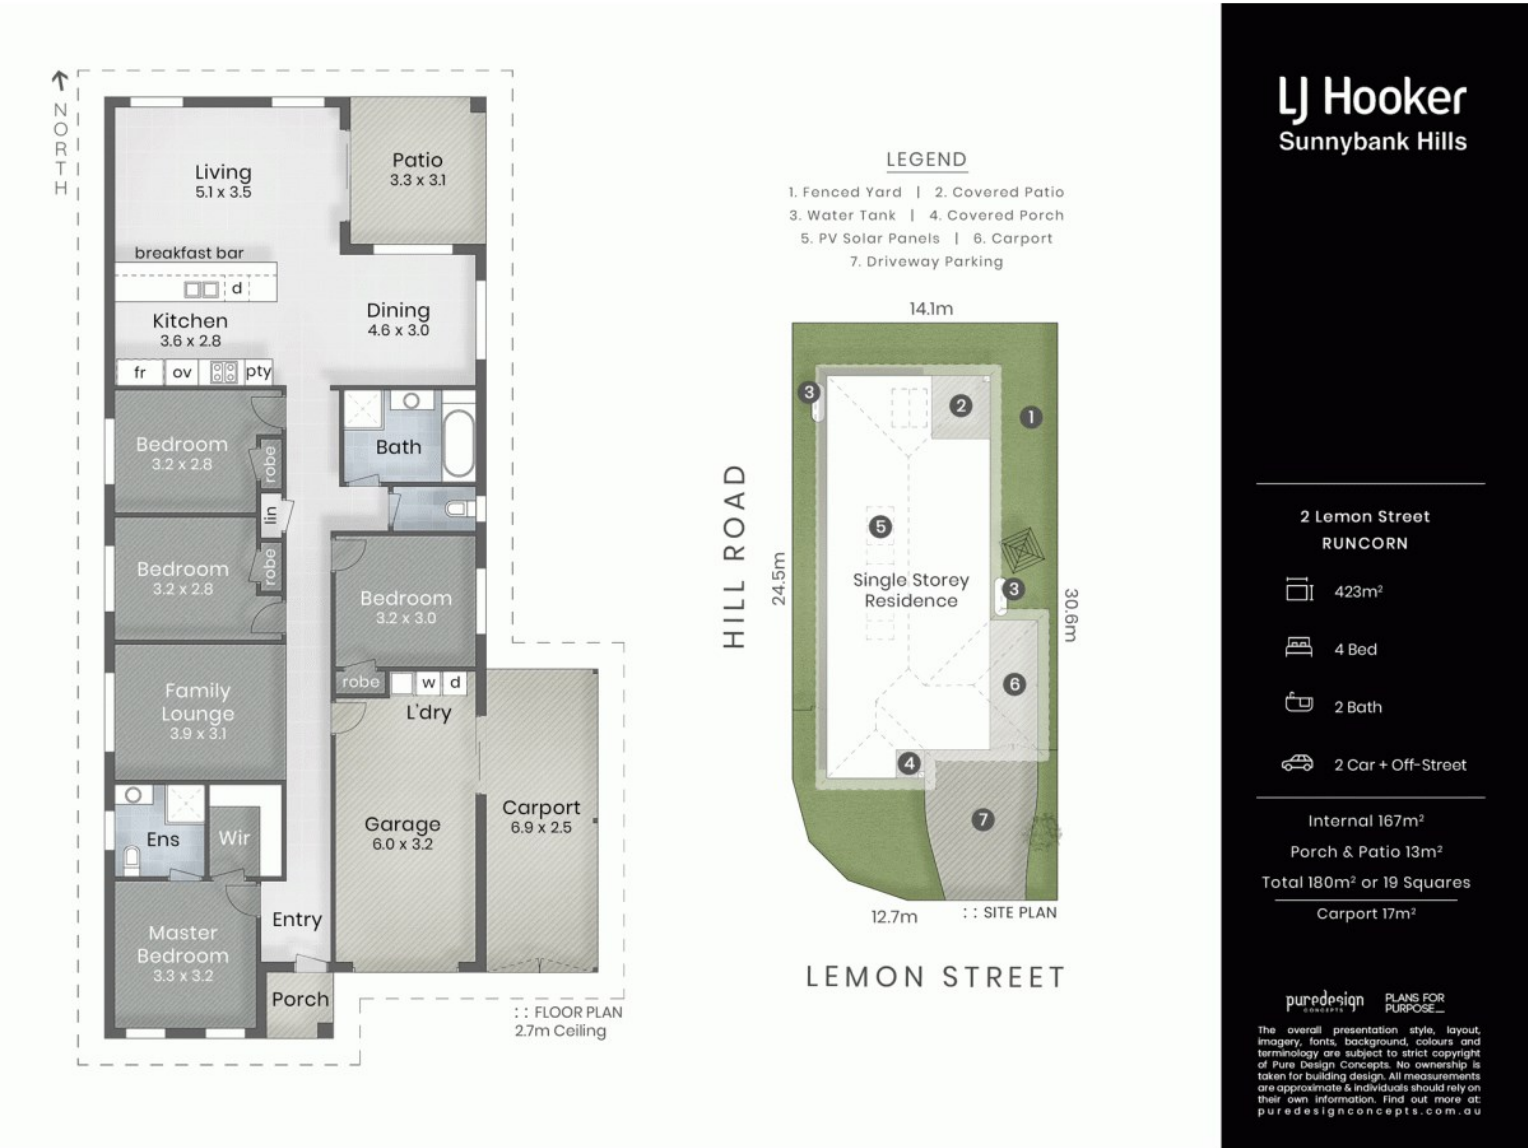 NORTH
Living
5.1 x 3.5
Patio
3.3 x 3.1
breakfast bar
d
Kitchen
3.6 x 2.8
Dining
4.6 x 3.0
fr
ov
pty
Bedroom
3.2 x 2.8
robe
Bath
lin
Bedroom
3.2 x 2.8
robe
Bedroom
3.2 x 3.0
Family
Lounge
3.9 x 3.1
robe
w
d
L'dry
Ens
Wir
Garage
6.0 x 3.2
Carport
6.9 x 2.5
Entry
Master
Bedroom
3.3 x 3.2
Porch
:: FLOOR PLAN
2.7m Ceiling
LEGEND
1. Fenced Yard | 2. Covered Patio
3. Water Tank | 4. Covered Porch
5. PV Solar Panels | 6. Carport
7. Driveway Parking
14.1m
3
2
1
HILL ROAD
24.5m
5
Single Storey
Residence
3
30.6m
6
4
7
12.7m
:: SITE PLAN
LEMON STREET
LJ Hooker
Sunnybank Hills
2 Lemon Street
RUNCORN
423m²
4 Bed
2 Bath
2 Car + Off-Street
Internal 167m²
Porch & Patio 13m²
Total 180m² or 19 Squares
Carport 17m²
puredesign
CONCEPTS
PLANS FOR
PURPOSE_
The overall presentation style, layout,
imagery, fonts, background, colours and
terminology are subject to strict copyright
of Pure Design Concepts. No ownership is
taken for building design. All measurements
are approximate & individuals should rely on
their own information. Find out more at:
puredesignconcepts.com.au